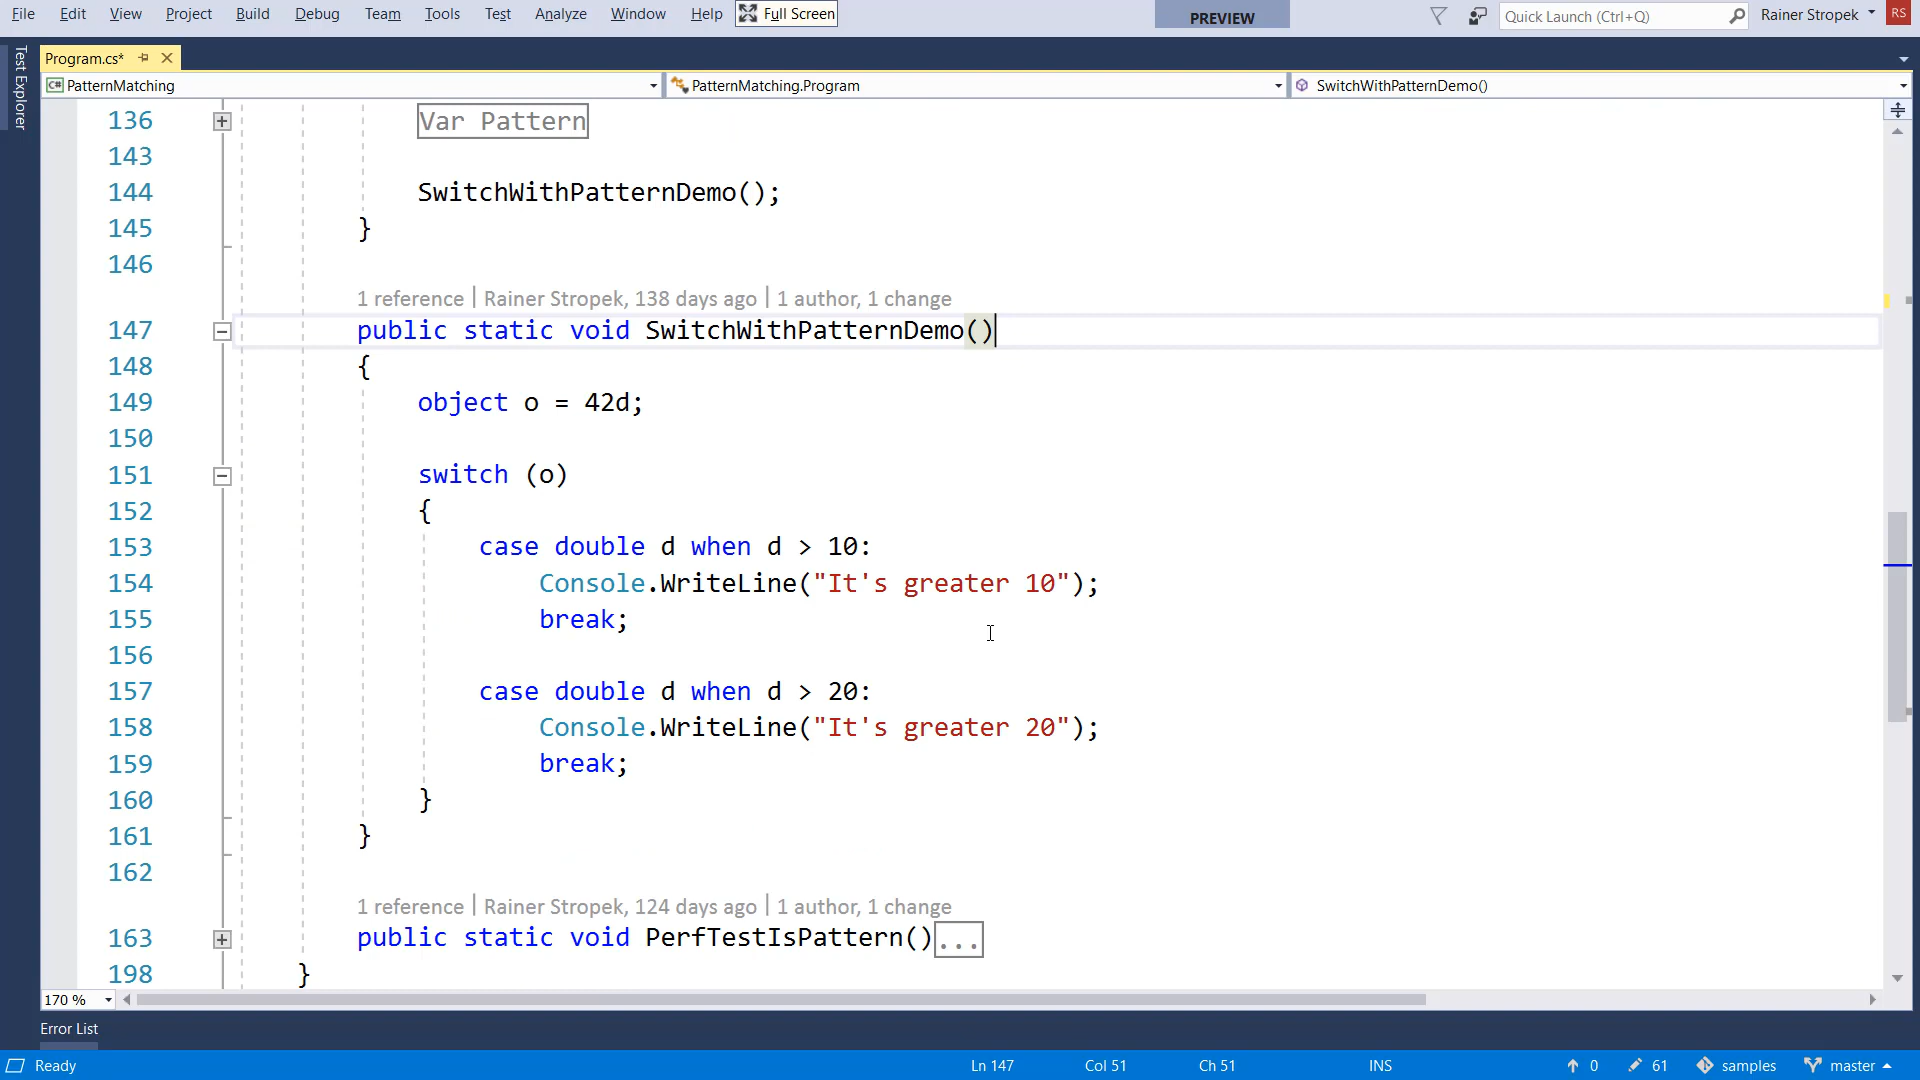 File Edit View Project Build Debug Team Tools Test Analyze Window Help Full Screen PREVIEW Quick Launch (Ctrl+Q) Rainer Stropek RS
Test Explorer
Program.cs*
C# PatternMatching PatternMatching.Program SwitchWithPatternDemo()
136 Var Pattern
143
144 SwitchWithPatternDemo();
145 }
146
1 reference | Rainer Stropek, 138 days ago | 1 author, 1 change
147 public static void SwitchWithPatternDemo()
148 {
149 object o = 42d;
150
151 switch (o)
152 {
153 case double d when d > 10:
154 Console.WriteLine("It's greater 10");
155 break;
156
157 case double d when d > 20:
158 Console.WriteLine("It's greater 20");
159 break;
160 }
161 }
162
1 reference | Rainer Stropek, 124 days ago | 1 author, 1 change
163 public static void PerfTestIsPattern()...
198 }
170 %
Error List
Ready Ln 147 Col 51 Ch 51 INS 0 61 samples master